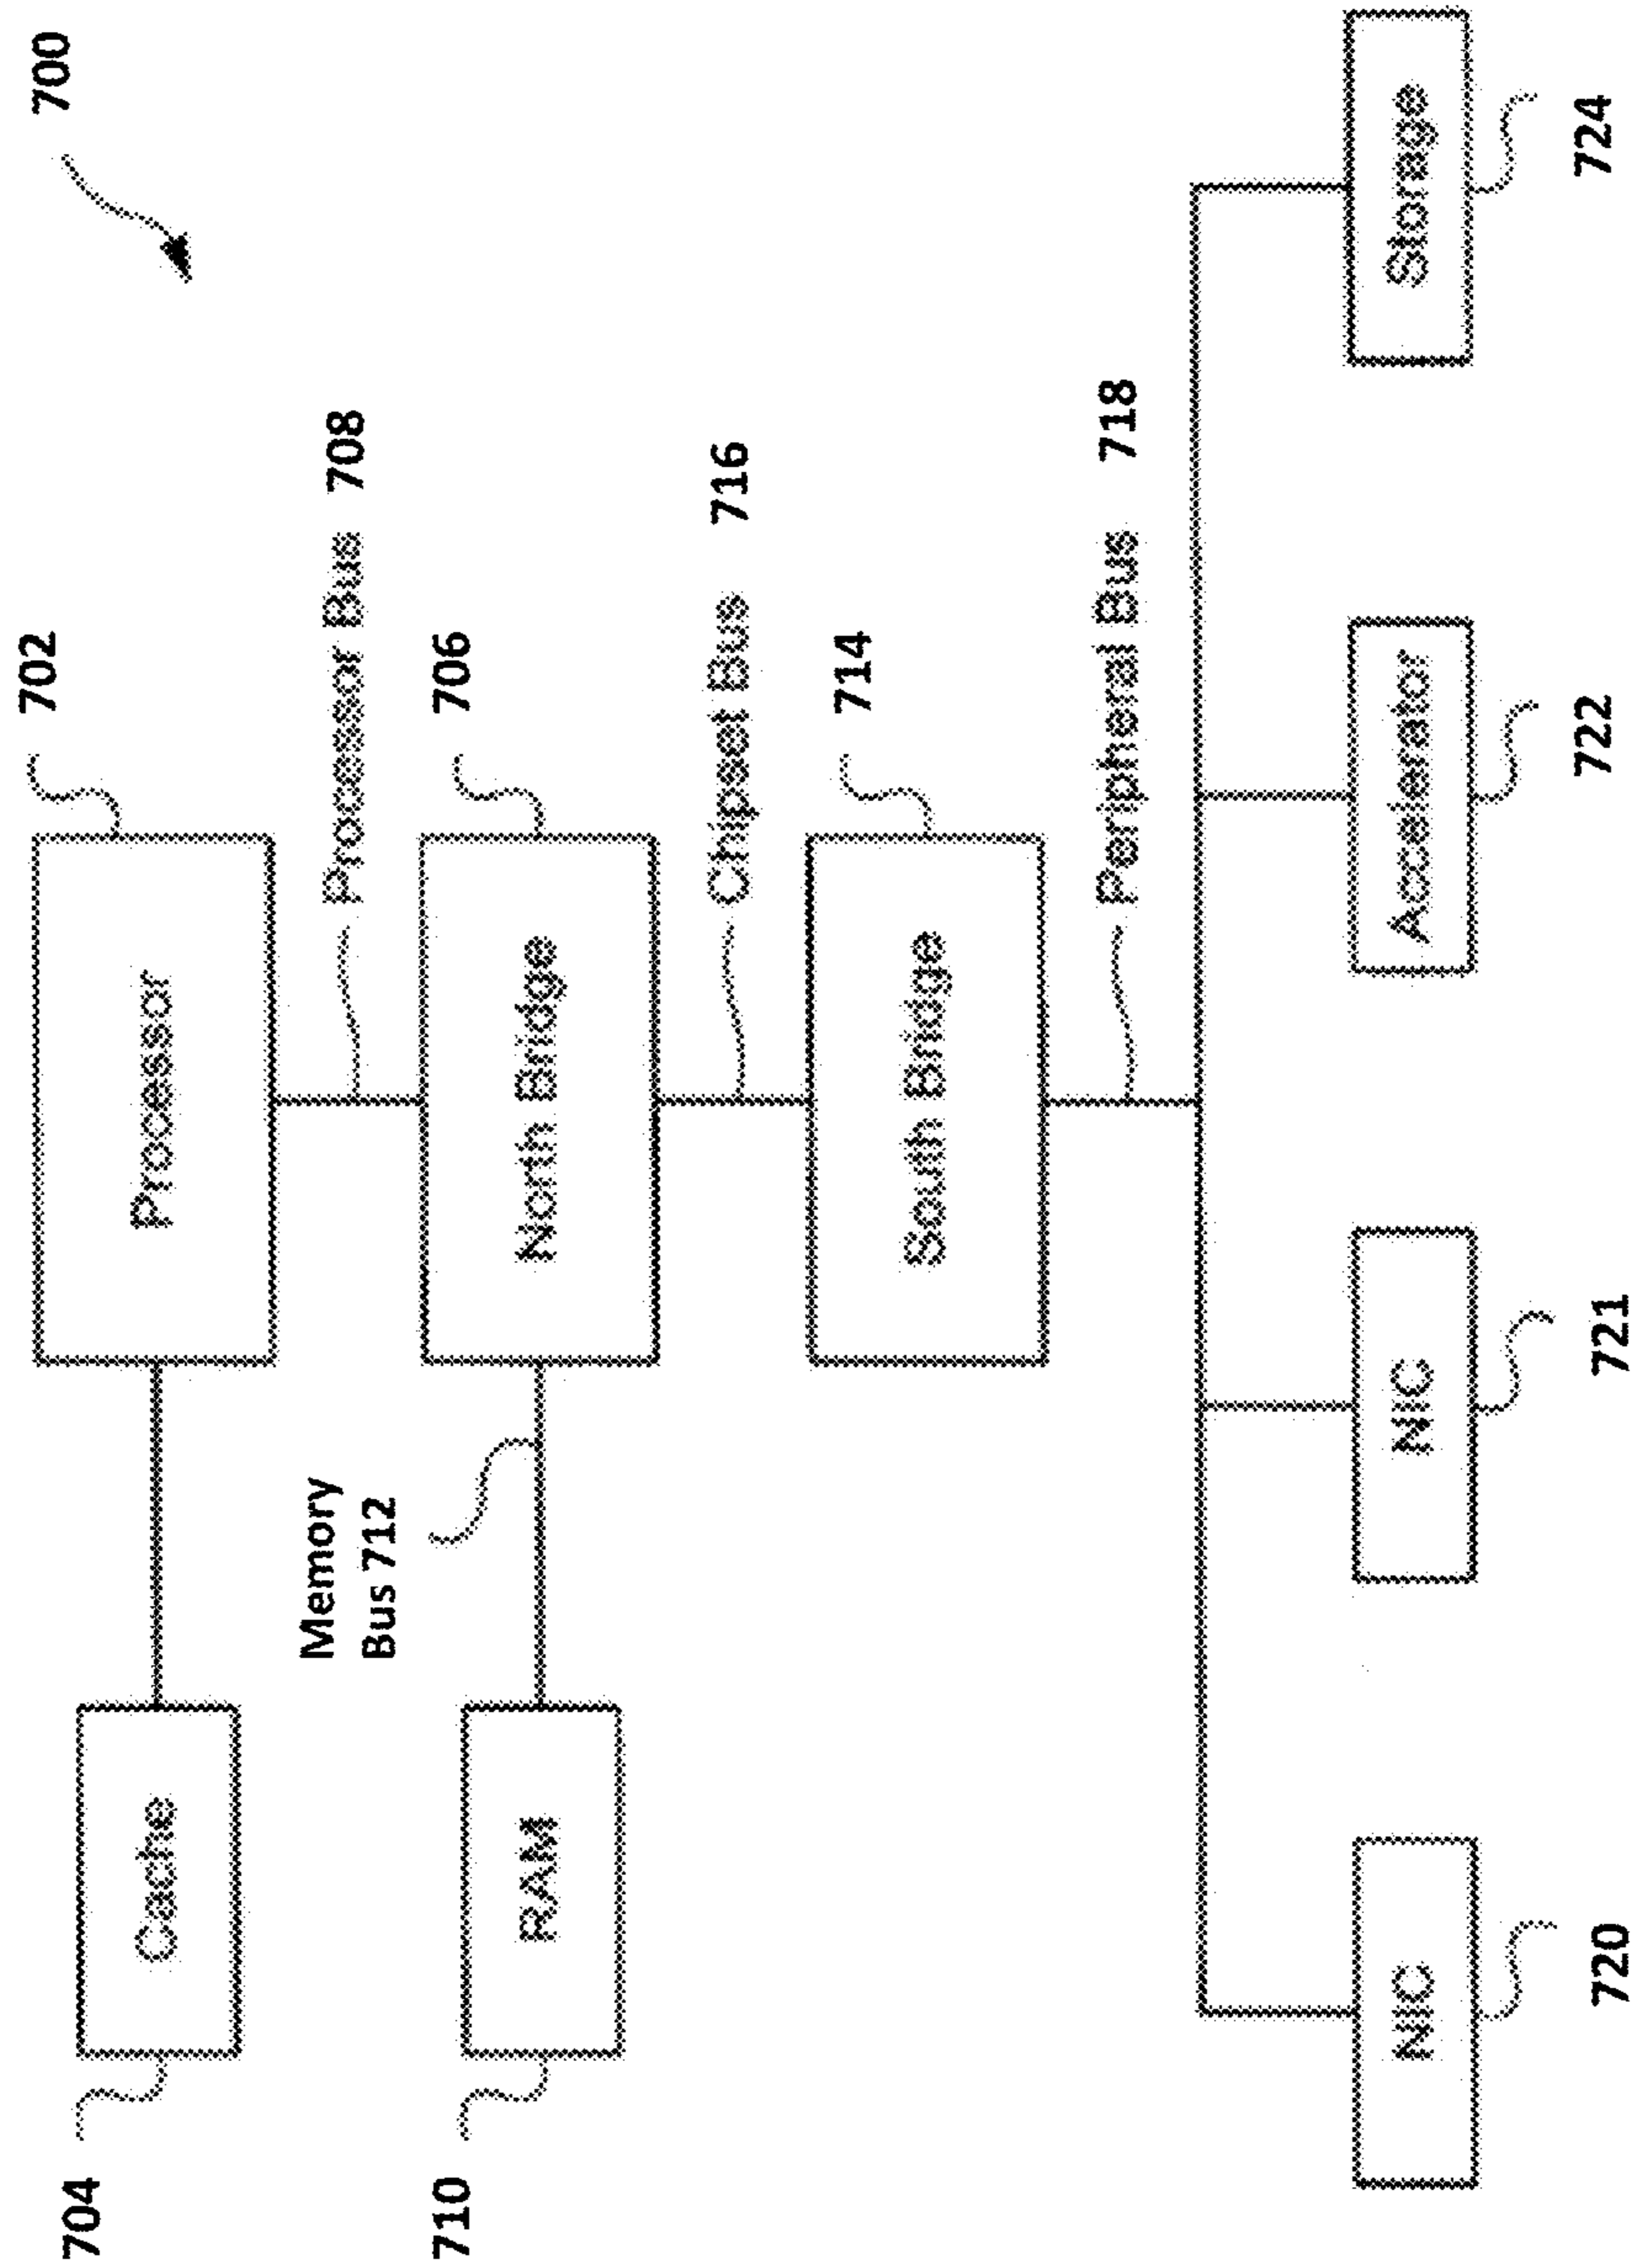 700
702
Processor
Cache
704
Processor Bus 708
706
North Bridge
Memory
Bus 712
RAM
710
Chipset Bus 716
714
South Bridge
Peripheral Bus 718
NIC
NIC
Accelerator
Storage
720
721
722
724